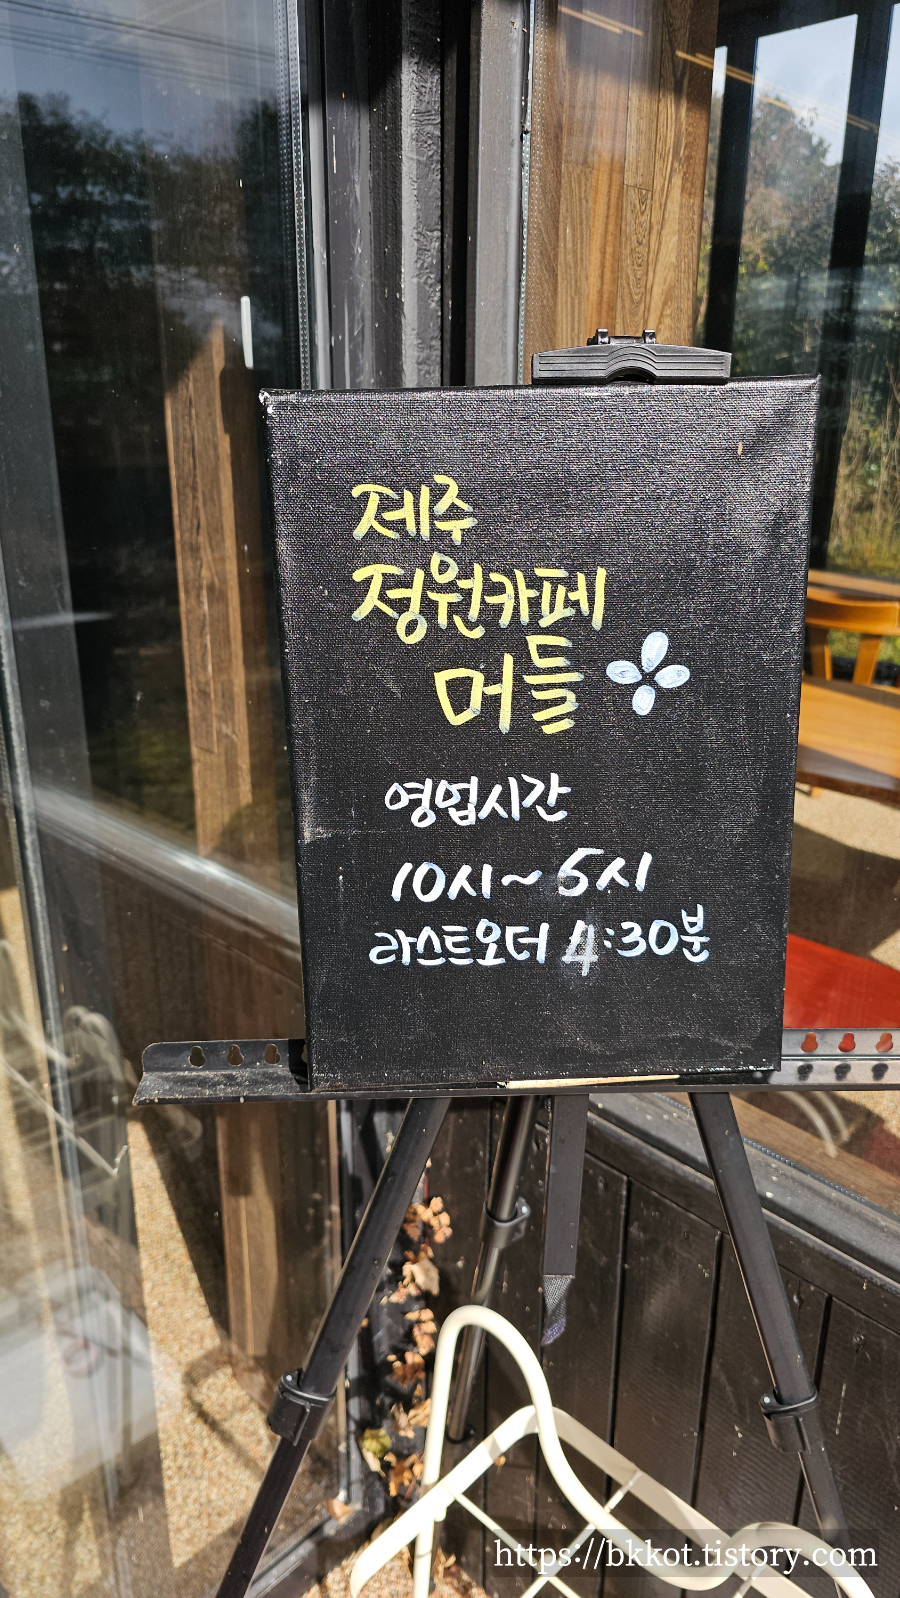 제주
정원카페
머들
영업시간
10시~5시
라스트오더 4:30분
https://bkkot.tistory.com